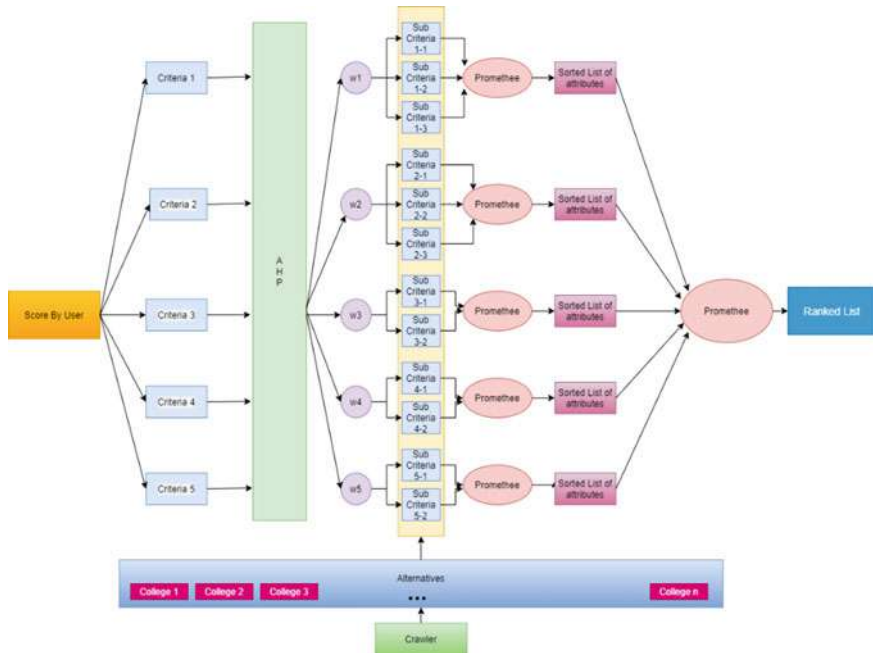 Score By User
Criteria 1
Criteria 2
Criteria 3
Criteria 4
Criteria 5
A
H
P
w1
w2
w3
w4
w5
Sub
Criteria
1-1
Sub
Criteria
1-2
Sub
Criteria
1-3
Sub
Criteria
2-1
Sub
Criteria
2-2
Sub
Criteria
2-3
Sub
Criteria
3-1
Sub
Criteria
3-2
Sub
Criteria
4-1
Sub
Criteria
4-2
Sub
Criteria
5-1
Sub
Criteria
5-2
Promethee
Promethee
Promethee
Promethee
Promethee
Sorted List of
attributes
Sorted List of
attributes
Sorted List of
attributes
Sorted List of
attributes
Sorted List of
attributes
Promethee
Ranked List
Alternatives
College 1
College 2
College 3
...
College n
Crawler